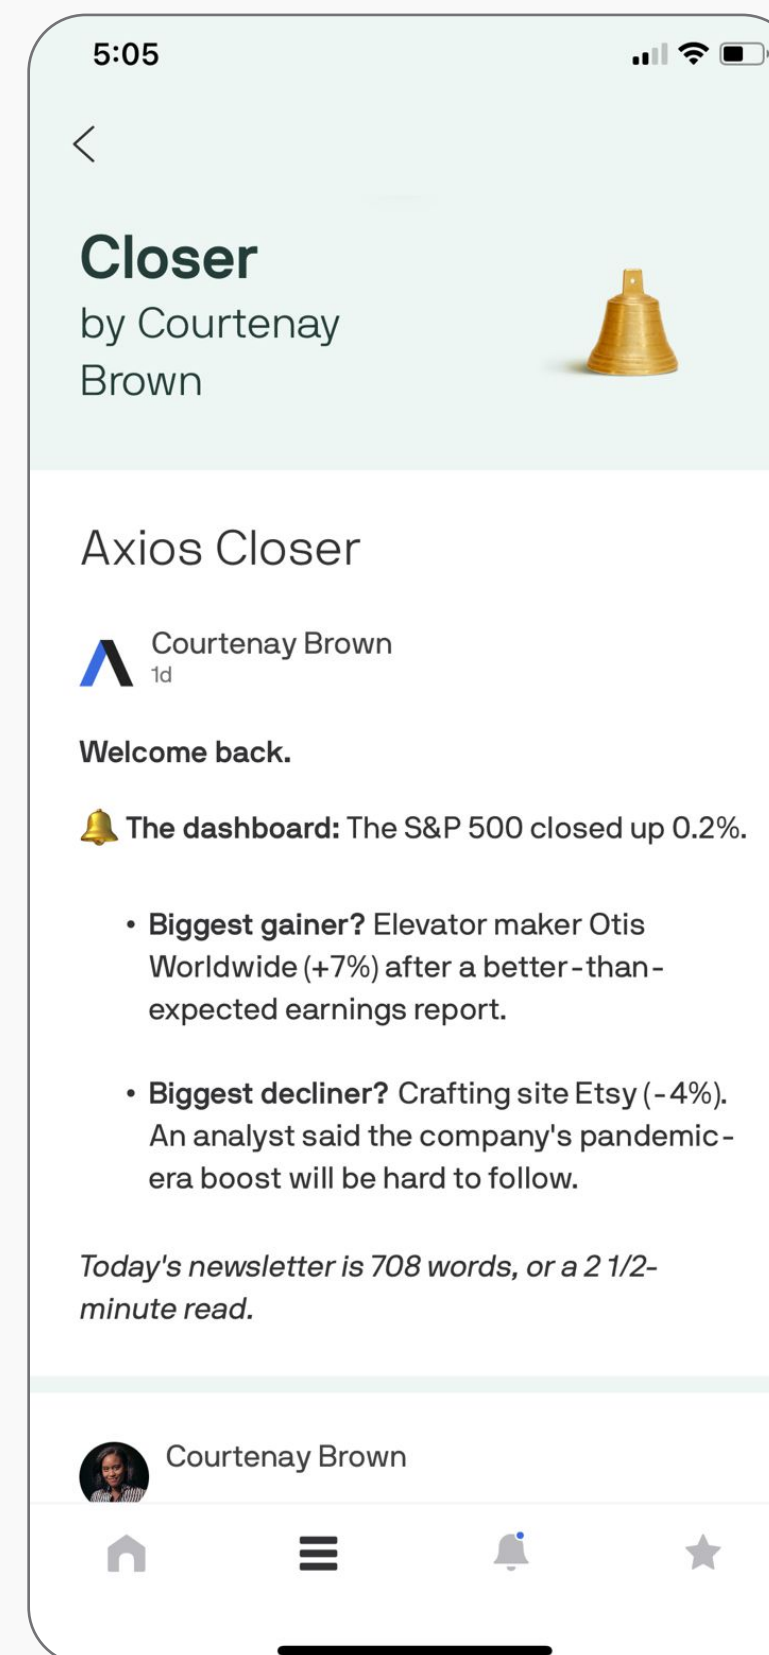 5:05
Closer
by Courtenay
Brown
Axios Closer
Courtenay Brown
1d
Welcome back.
The dashboard: The S&P 500 closed up 0.2%.
• Biggest gainer? Elevator maker Otis
Worldwide (+7%) after a better-than-
expected earnings report.
• Biggest decliner? Crafting site Etsy (-4%).
An analyst said the company's pandemic-
era boost will be hard to follow.
Today's newsletter is 708 words, or a 2 1/2-
minute read.
Courtenay Brown